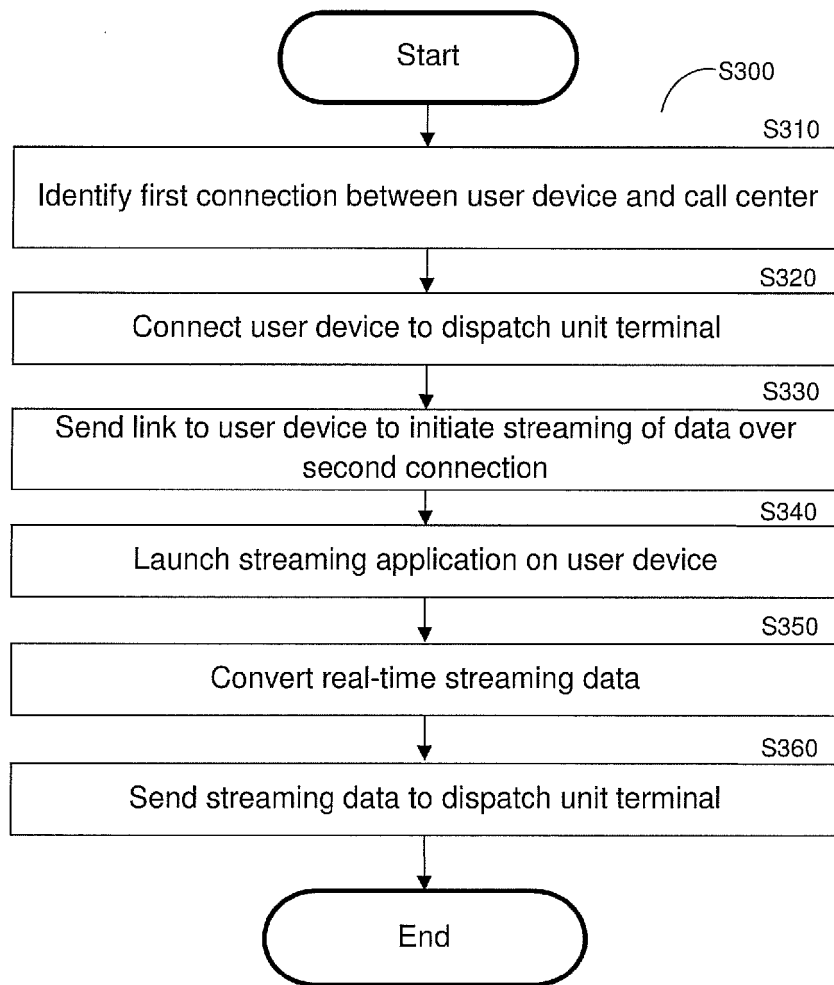 Start
S300
S310
Identify first connection between user device and call center
S320
Connect user device to dispatch unit terminal
S330
Send link to user device to initiate streaming of data over
second connection
S340
Launch streaming application on user device
S350
Convert real-time streaming data
S360
Send streaming data to dispatch unit terminal
End